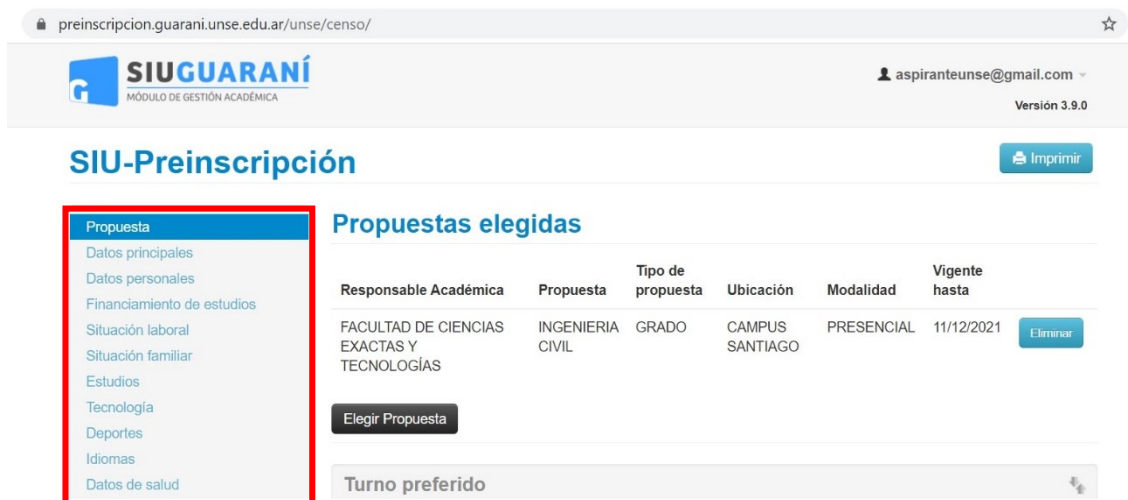 preinscripcion.guarani.unse.edu.ar/unse/censo/
SIUGUARANÍ
G
MÓDULO DE GESTIÓN ACADÉMICA
aspiranteunse@gmail.com
Versión 3.9.0
SIU-Preinscripción
Imprimir
Propuesta
Datos principales
Datos personales
Financiamiento de estudios
Situación laboral
Situación familiar
Estudios
Tecnología
Deportes
Idiomas
Datos de salud
Propuestas elegidas
Responsable Académica Propuesta Tipo de propuesta Ubicación Modalidad Vigente hasta
FACULTAD DE CIENCIAS INGENIERIA GRADO CAMPUS PRESENCIAL 11/12/2021 Eliminar
EXACTAS Y CIVIL SANTIAGO
TECNOLOGÍAS
Elegir Propuesta
Turno preferido